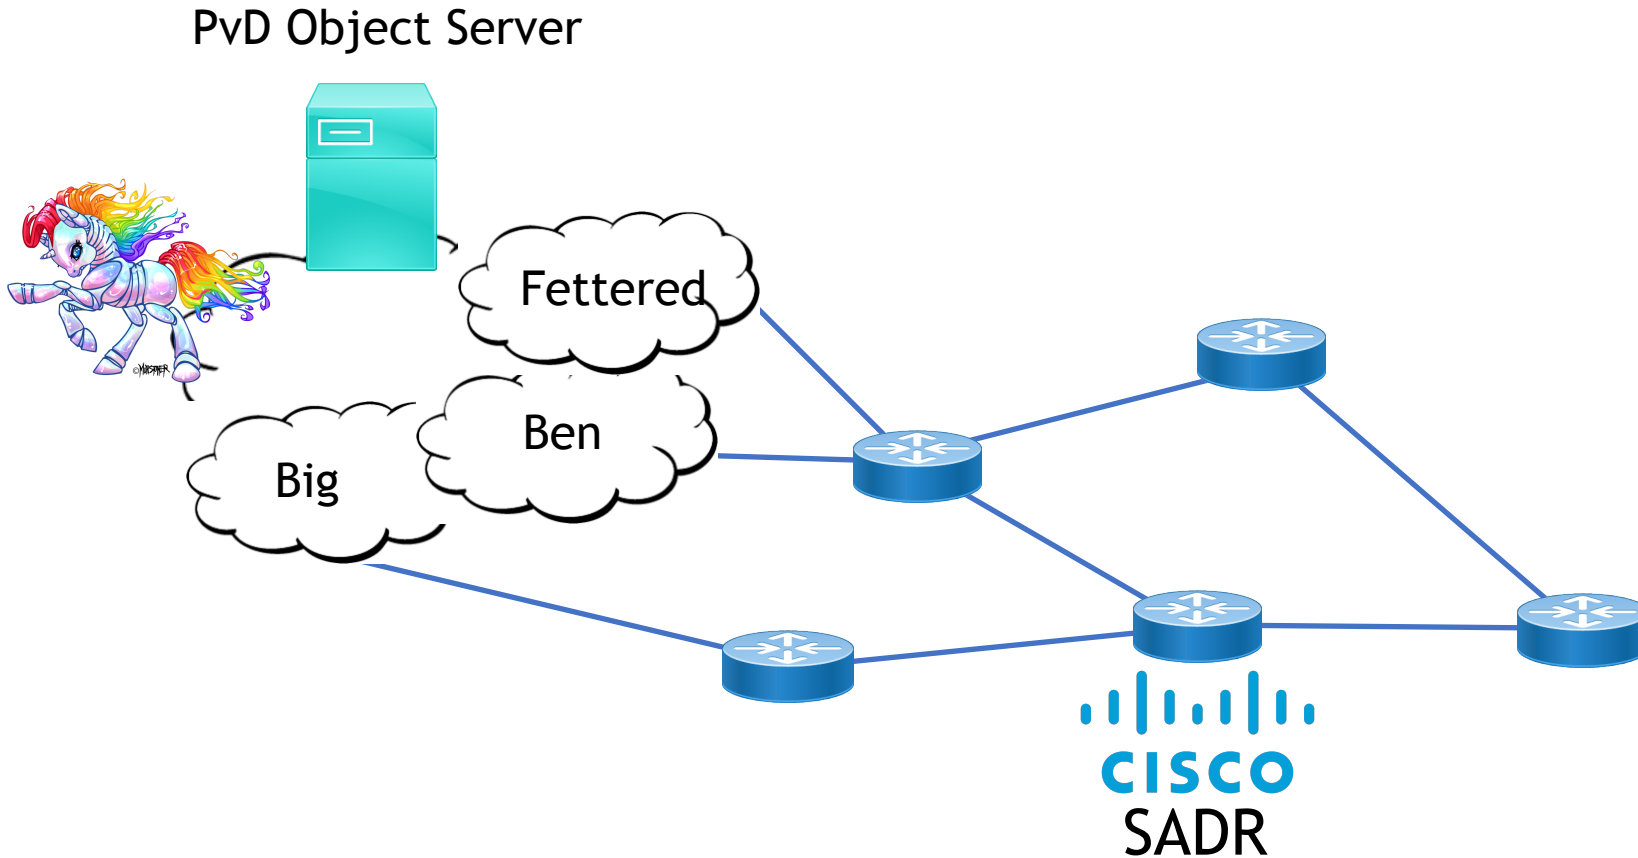 PvD Object Server
Fettered
Ben
Big
CISCO
SADR